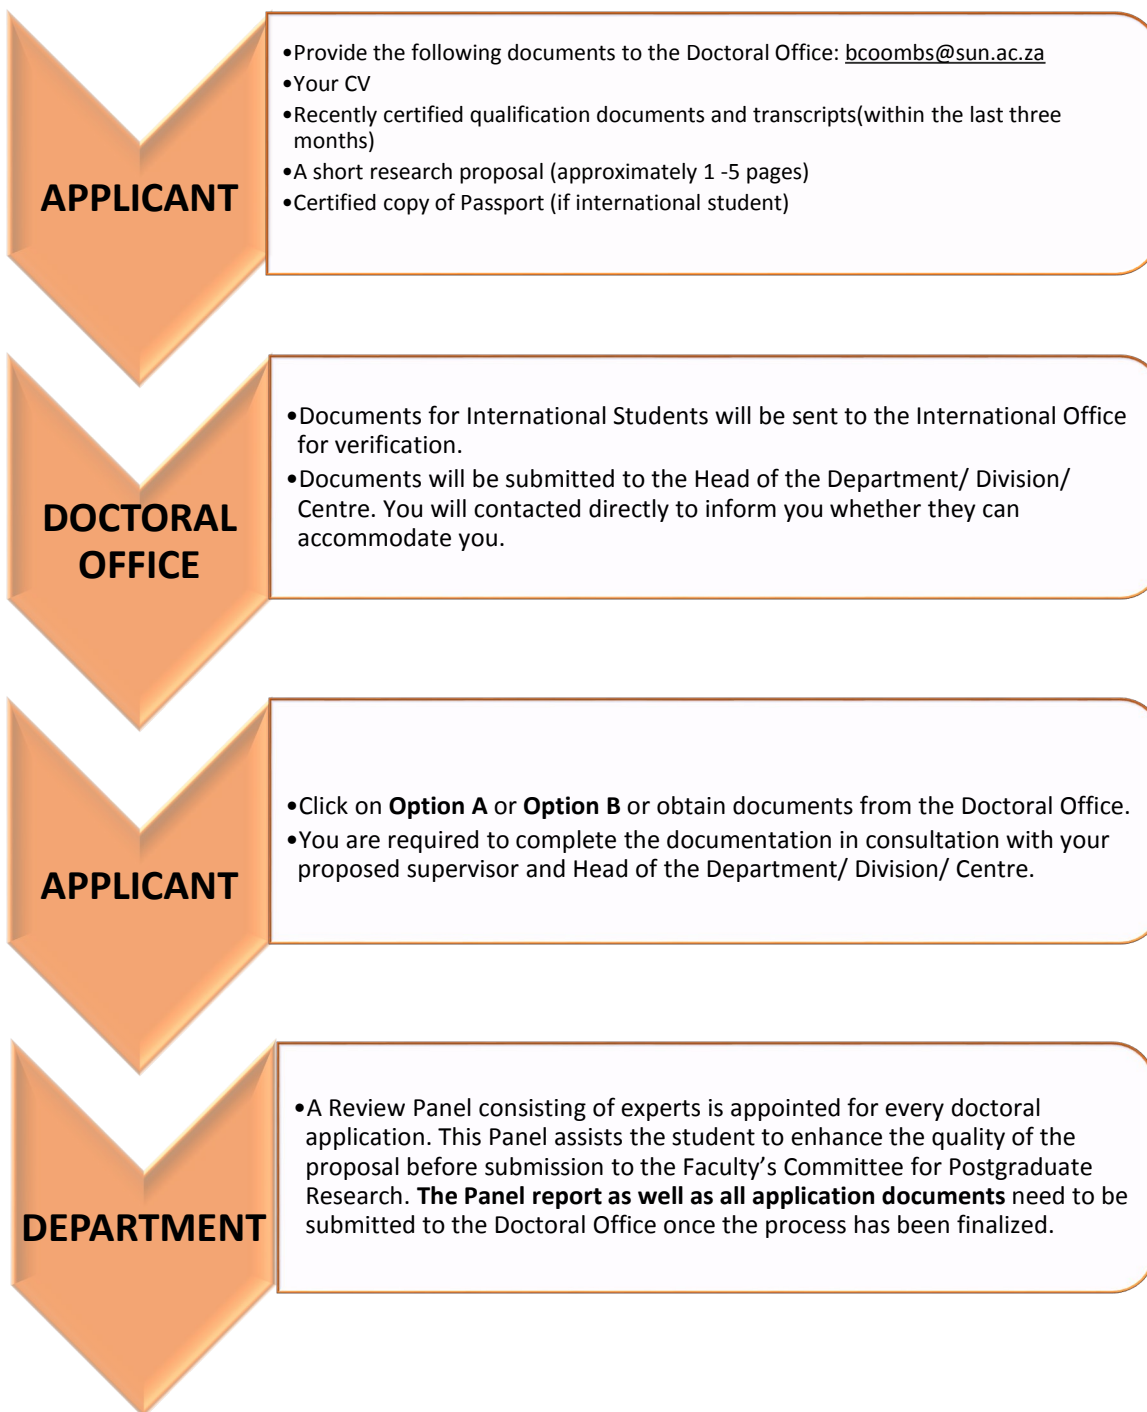 APPLICANT
•Provide the following documents to the Doctoral Office: bcoombs@sun.ac.za
•Your CV
•Recently certified qualification documents and transcripts(within the last three
months)
•A short research proposal (approximately 1 -5 pages)
•Certified copy of Passport (if international student)
DOCTORAL
OFFICE
•Documents for International Students will be sent to the International Office
for verification.
•Documents will be submitted to the Head of the Department/ Division/
Centre. You will contacted directly to inform you whether they can
accommodate you.
APPLICANT
•Click on Option A or Option B or obtain documents from the Doctoral Office.
•You are required to complete the documentation in consultation with your
proposed supervisor and Head of the Department/ Division/ Centre.
DEPARTMENT
•A Review Panel consisting of experts is appointed for every doctoral
application. This Panel assists the student to enhance the quality of the
proposal before submission to the Faculty’s Committee for Postgraduate
Research. The Panel report as well as all application documents need to be
submitted to the Doctoral Office once the process has been finalized.